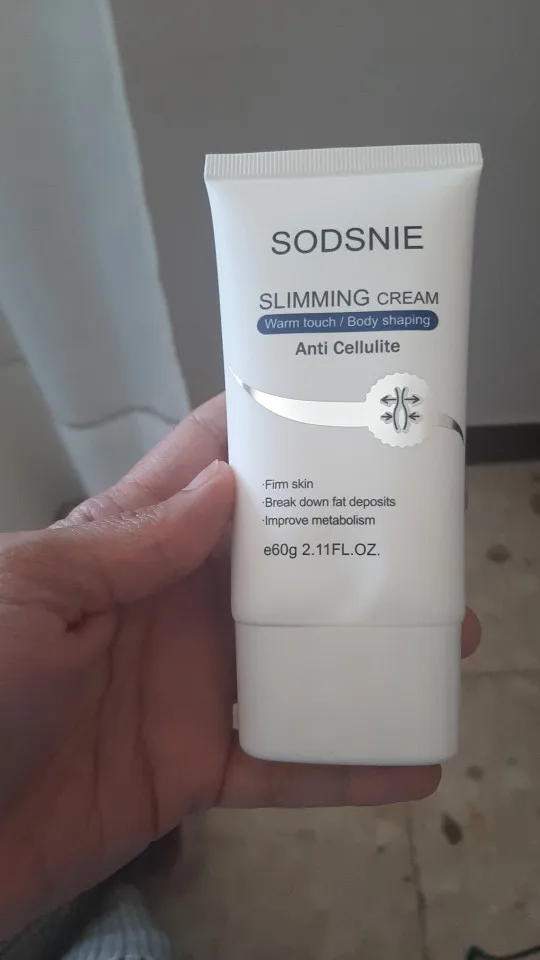 SODSNIE
SLIMMING CREAM
Warm touch / Body shaping
Anti Cellulite
·Firm skin
·Break down fat deposits
·Improve metabolism
e60g 2.11FL.OZ.